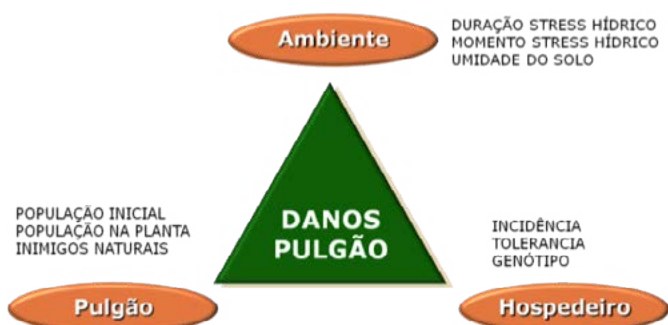 Ambiente
DURAÇÃO STRESS HÍDRICO
MOMENTO STRESS HÍDRICO
UMIDADE DO SOLO
DANOS
PULGÃO
POPULAÇÃO INICIAL
POPULAÇÃO NA PLANTA
INIMIGOS NATURAIS
Pulgão
INCIDÊNCIA
TOLERANCIA
GENÓTIPO
Hospedeiro